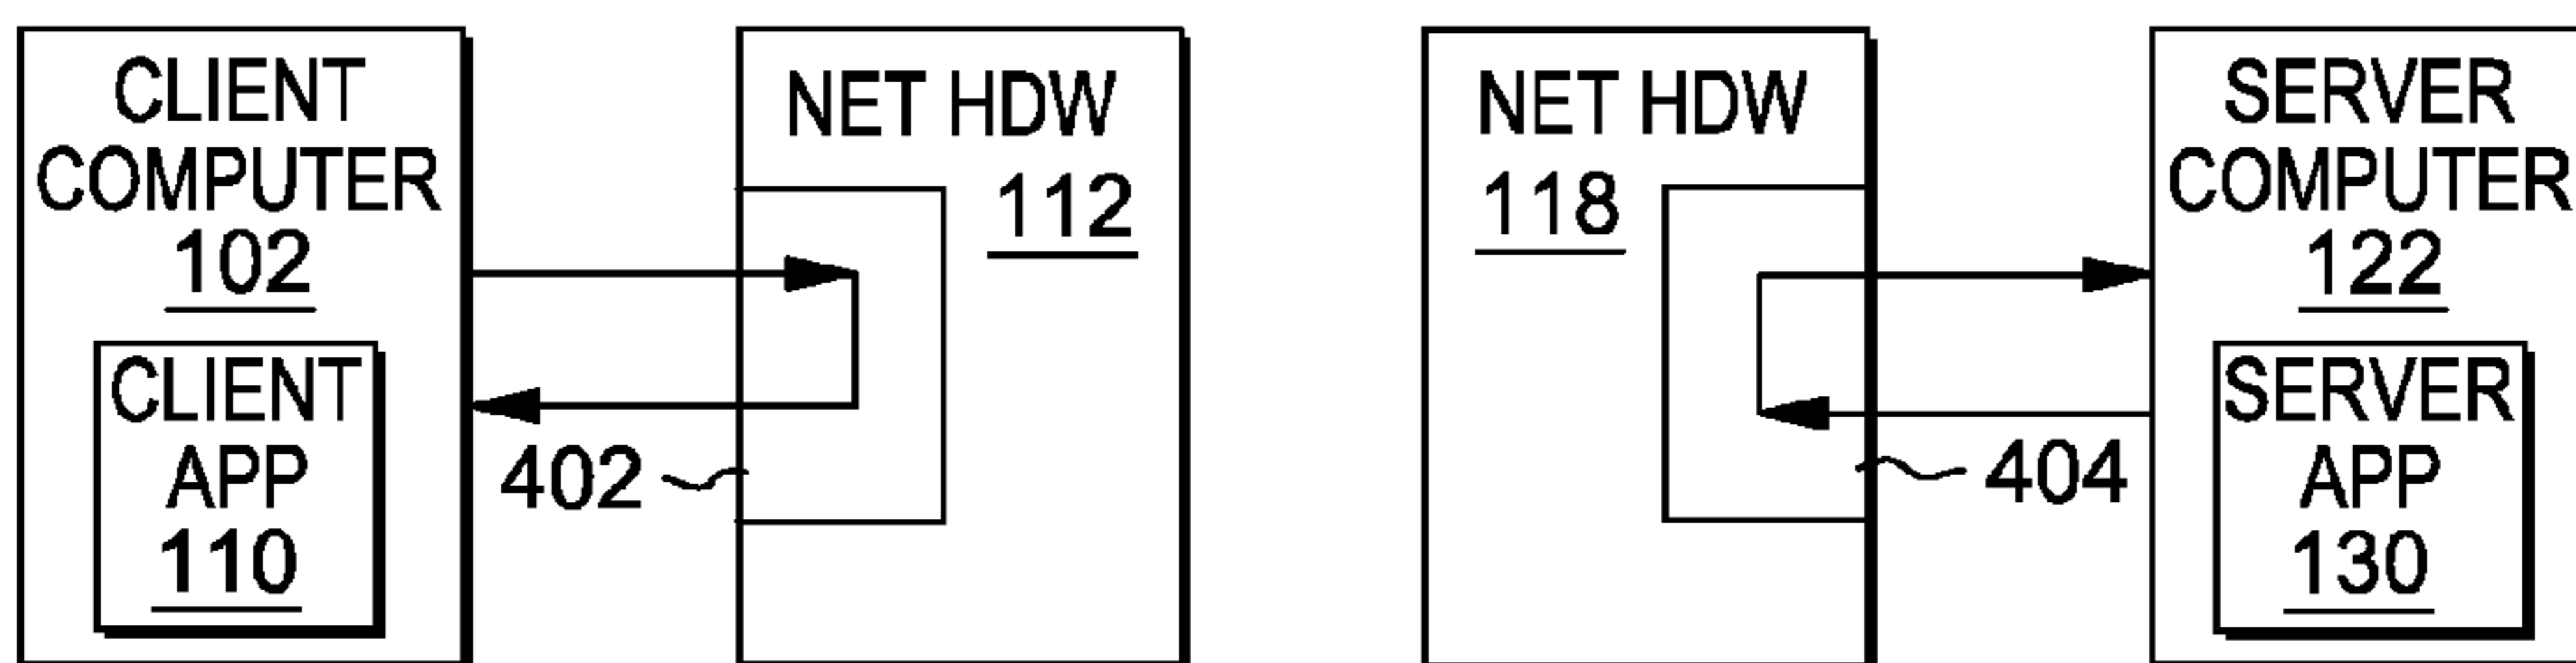 CLIENT
COMPUTER
102
CLIENT
APP
110
402
NET HDW
112
NET HDW
118
404
SERVER
COMPUTER
122
SERVER
APP
130